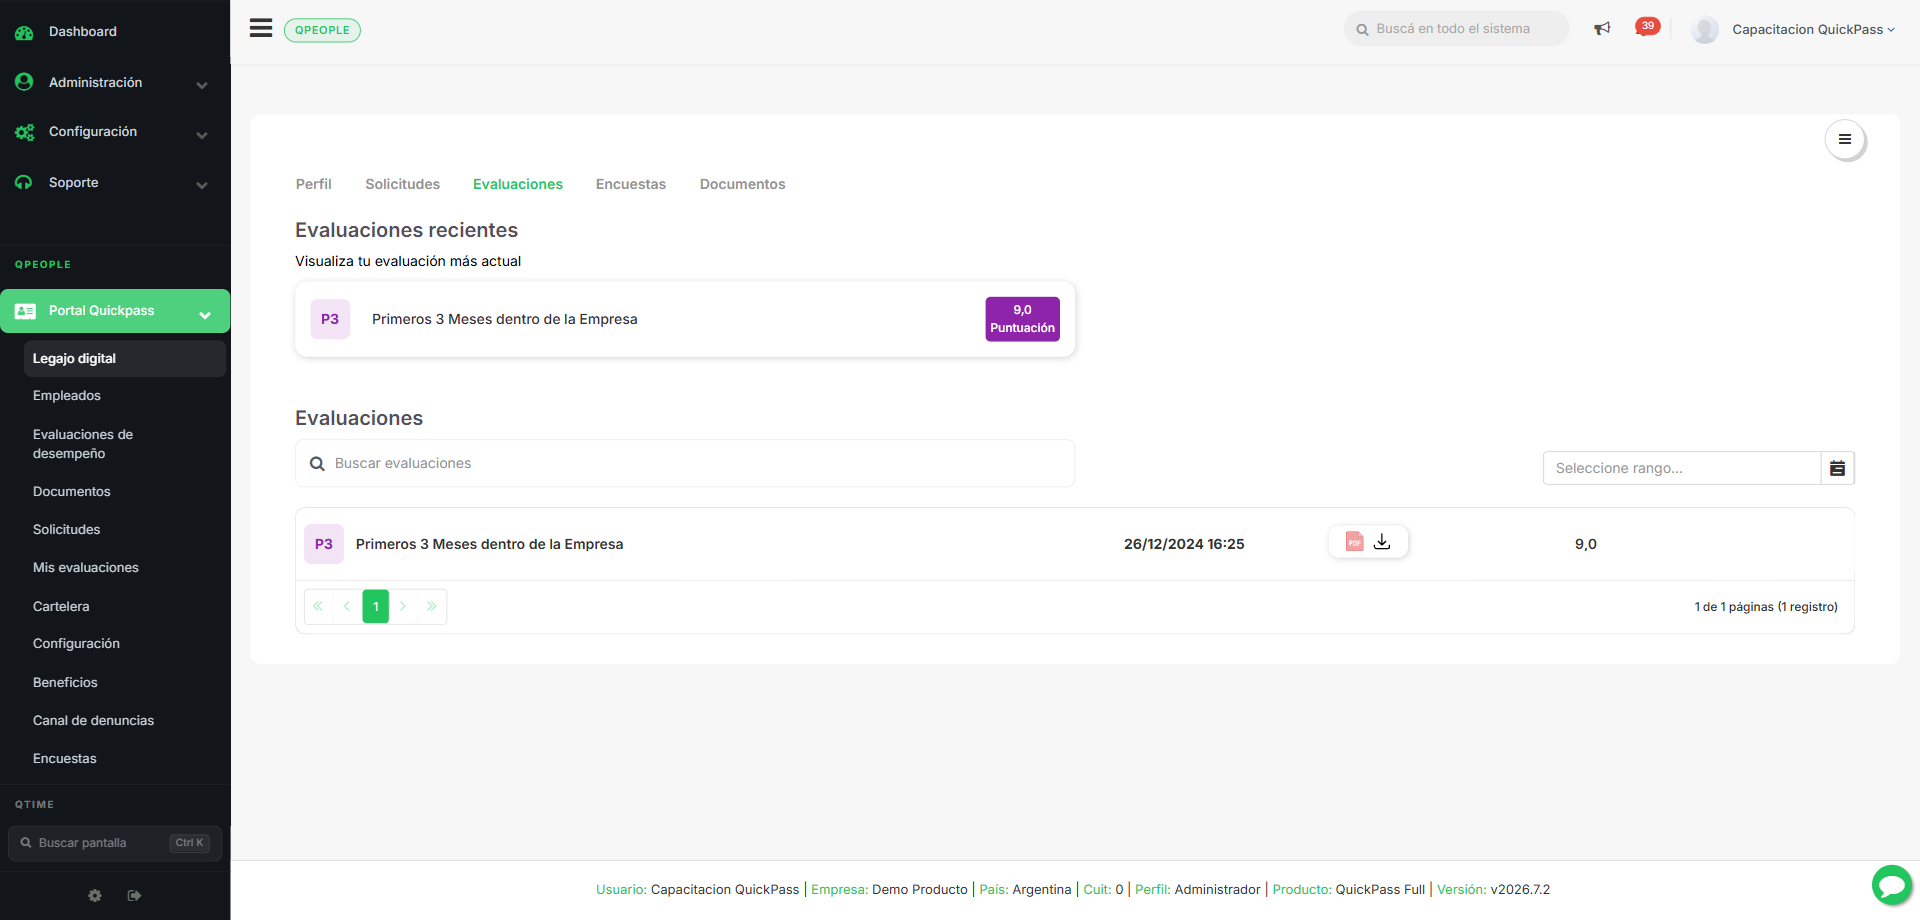 Dashboard
Administración
Configuración
Soporte
QPEOPLE
Portal Quickpass
Legajo digital
Empleados
Evaluaciones de
desempeño
Documentos
Solicitudes
Mis evaluaciones
Cartelera
Configuración
Beneficios
Canal de denuncias
Encuestas
QTIME
Buscar pantalla Ctrl K
QPEOPLE
Buscá en todo el sistema
39
Capacitacion QuickPass
Perfil Solicitudes Evaluaciones Encuestas Documentos
Evaluaciones recientes
Visualiza tu evaluación más actual
P3 Primeros 3 Meses dentro de la Empresa 9,0
Puntuación
Evaluaciones
Buscar evaluaciones
Seleccione rango...
P3 Primeros 3 Meses dentro de la Empresa 26/12/2024 16:25 PDF 9,0
« ‹ 1 › »
1 de 1 páginas (1 registro)
Usuario: Capacitacion QuickPass | Empresa: Demo Producto | País: Argentina | Cuit: 0 | Perfil: Administrador | Producto: QuickPass Full | Versión: v2026.7.2